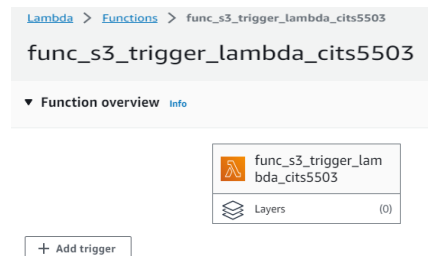 Lambda > Functions > func_s3_trigger_lambda_cits5503
func_s3_trigger_lambda_cits5503
▼ Function overview Info
func_s3_trigger_lam
bda_cits5503
Layers (0)
+ Add trigger